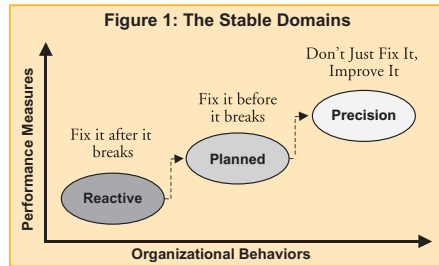 Figure 1: The Stable Domains
Performance Measures
Don't Just Fix It,
Improve It
Precision
Fix it before
it breaks
Planned
Fix it after it
breaks
Reactive
Organizational Behaviors